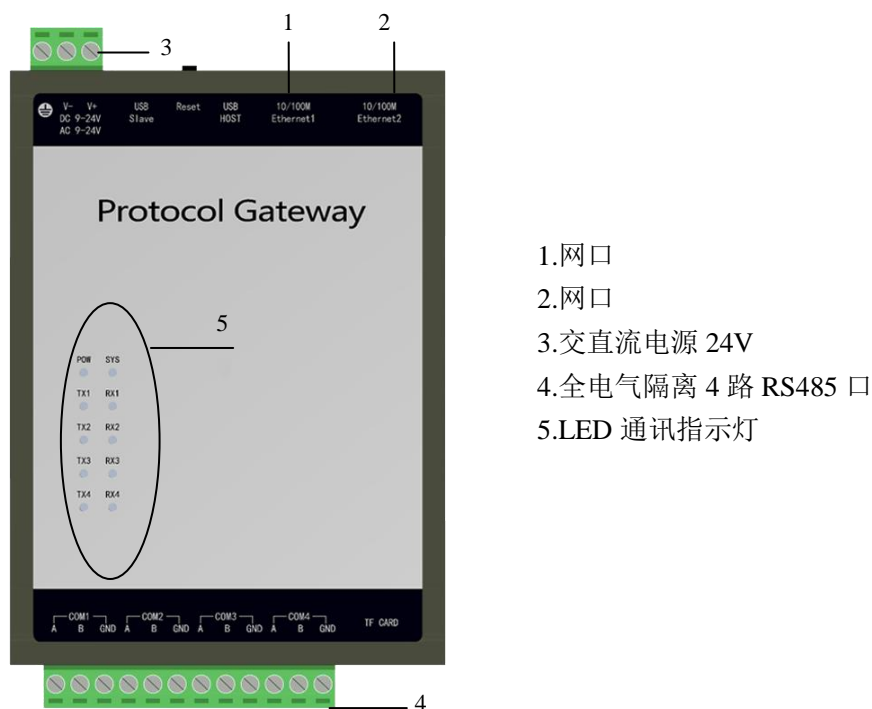 1
2
3
V- V+
DC 9-24V
AC 9-24V
USB
Slave
Reset
USB
HOST
10/100M
Ethernet1
10/100M
Ethernet2
Protocol Gateway
5
POW SYS
TX1 RX1
TX2 RX2
TX3 RX3
TX4 RX4
COM1 COM2 COM3 COM4
A B GND A B GND A B GND A B GND
TF CARD
4
1.网口
2.网口
3.交直流电源 24V
4.全电气隔离 4 路 RS485 口
5.LED 通讯指示灯